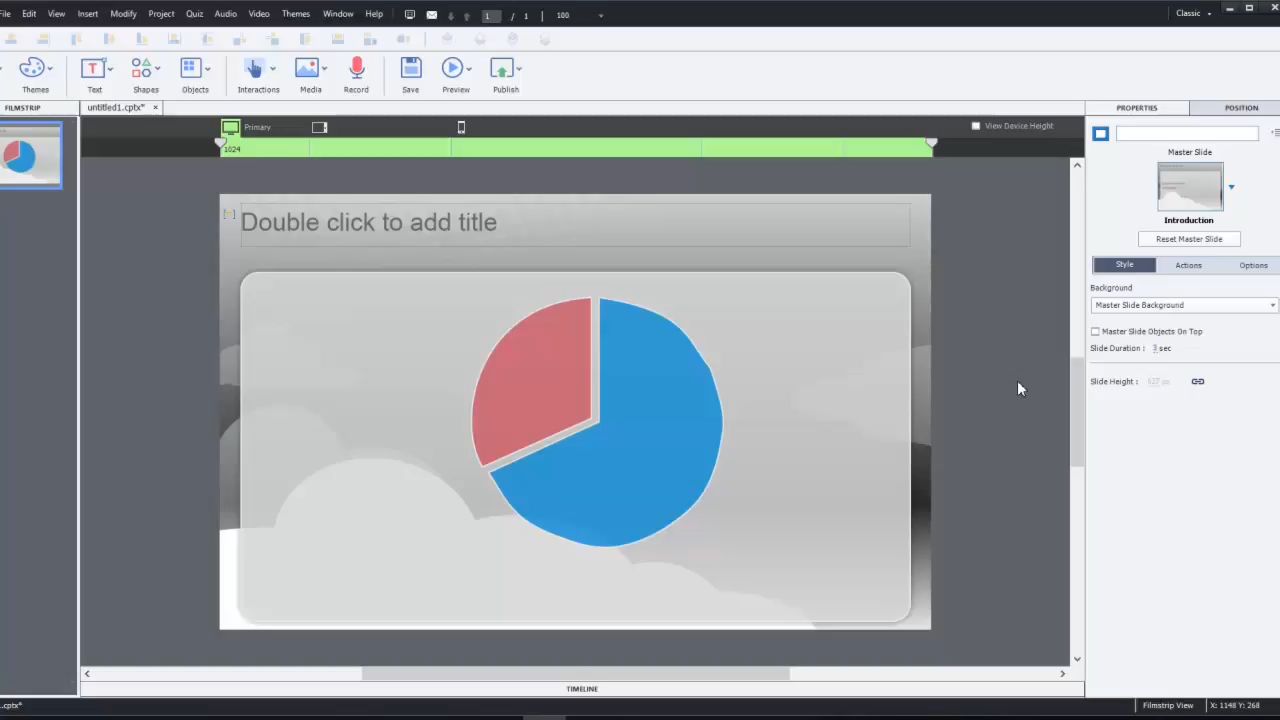 File Edit View Insert Modify Project Quiz Audio Video Themes Window Help 1 / 1 100 Classic
Themes Text Shapes Objects Interactions Media Record Save Preview Publish
FILMSTRIP untitled1.cptx* × PROPERTIES POSITION
Primary View Device Height
1024
Master Slide
Introduction
Reset Master Slide
Double click to add title
Style Actions Options
Background
Master Slide Background
Master Slide Objects On Top
Slide Duration : 3 sec
Slide Height : 627 px
TIMELINE
.cptx* Filmstrip View X: 1148 Y: 268